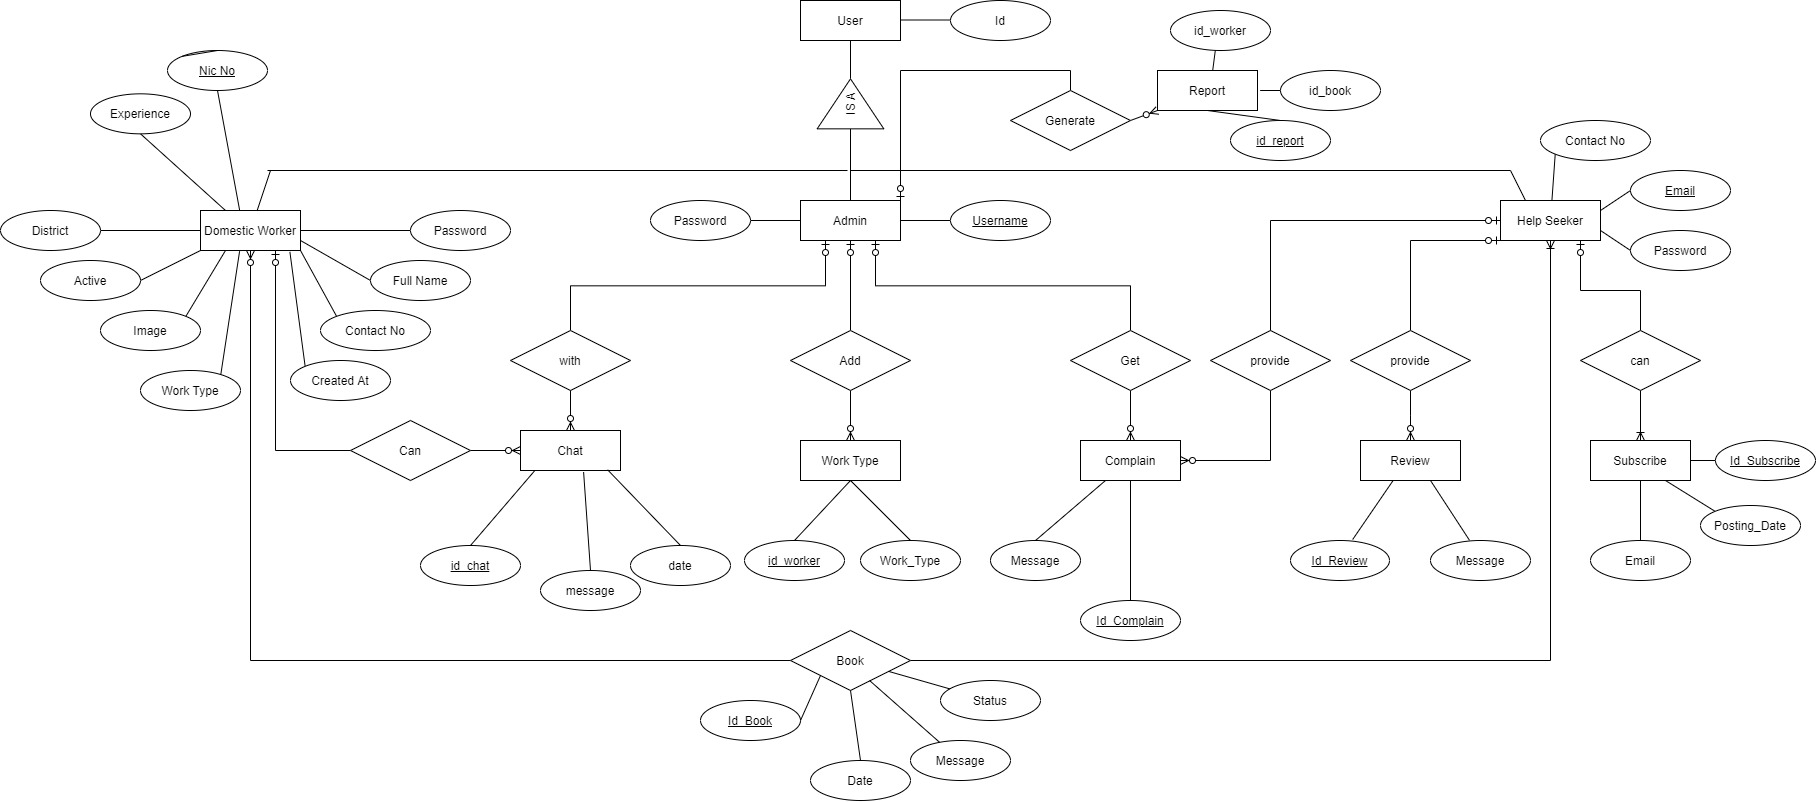 User
Id
id_worker
Nic No
Report
id_book
IS A
Experience
Generate
id_report
Contact No
Email
District
Domestic Worker
Password
Password
Admin
Username
Help Seeker
Password
Active
Full Name
Image
Contact No
with
Add
Get
provide
provide
can
Work Type
Created At
Can
Chat
Work Type
Complain
Review
Subscribe
Id_Subscribe
Posting_Date
id_chat
message
date
id_worker
Work_Type
Message
Id_Review
Message
Email
Id_Complain
Book
Status
Id_Book
Message
Date